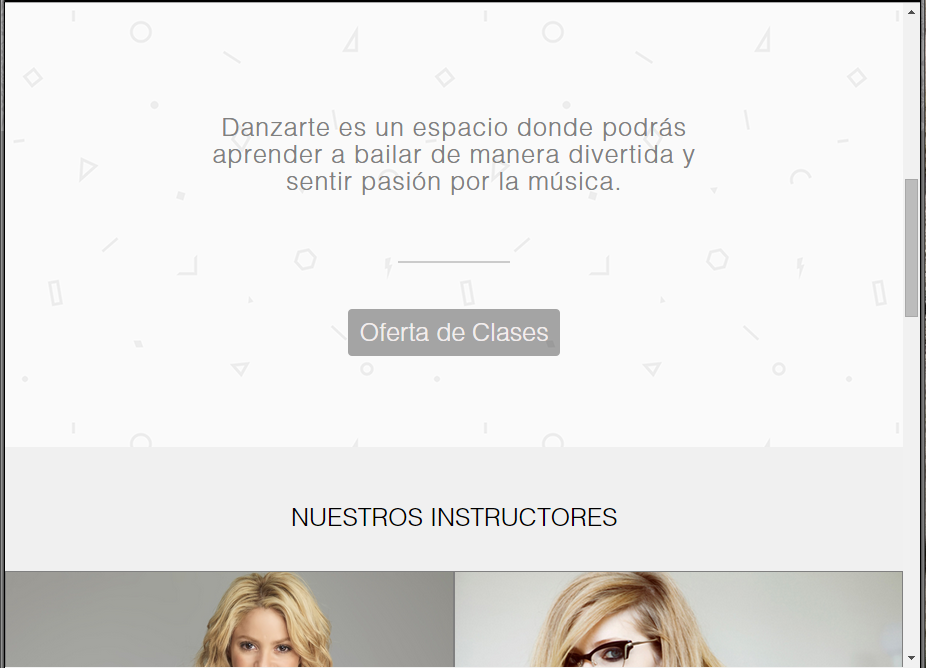 Danzarte es un espacio donde podrás
aprender a bailar de manera divertida y
sentir pasión por la música.
Oferta de Clases
NUESTROS INSTRUCTORES